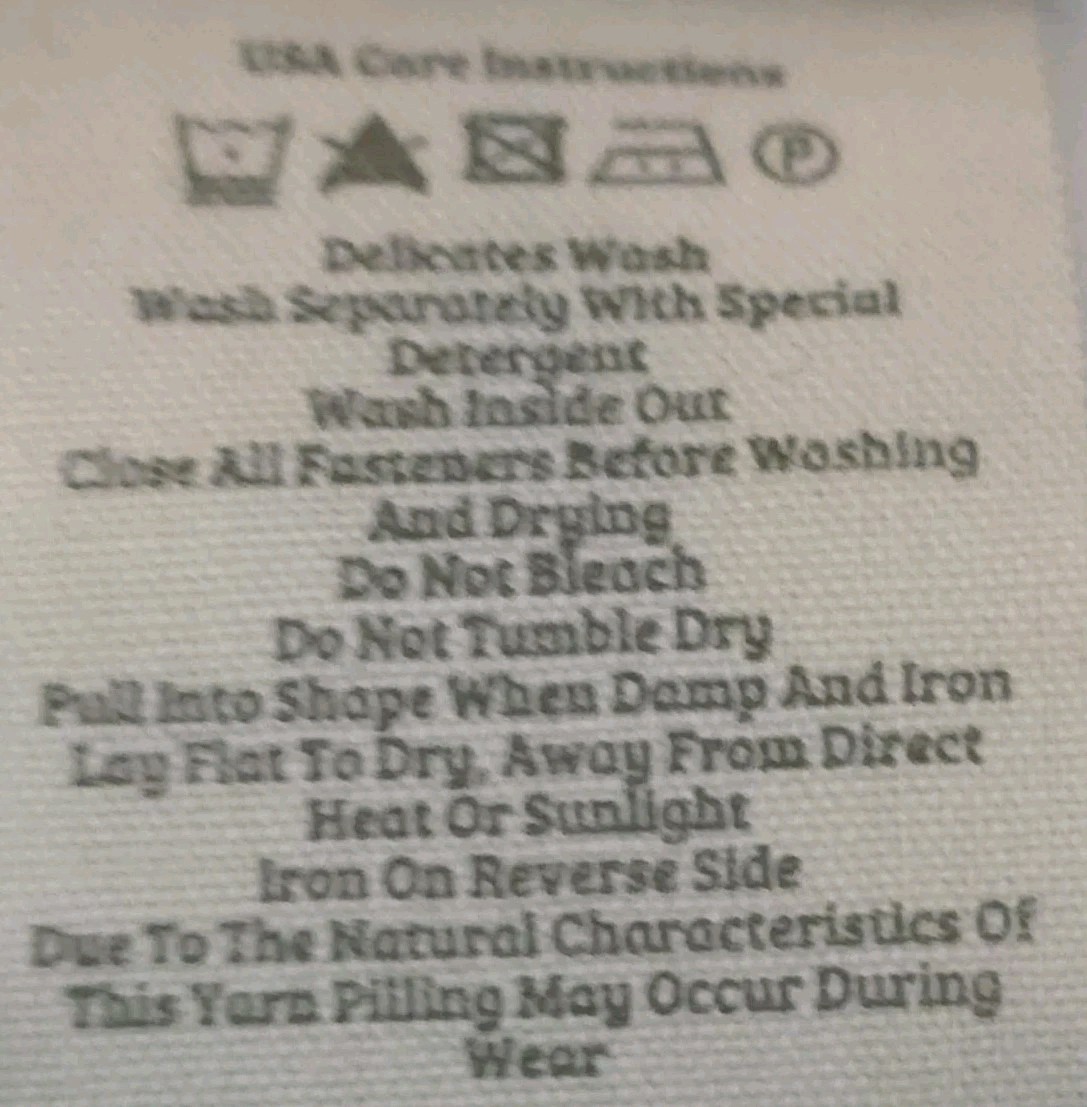 USA Care Instructions
P
Delicates Wash
Wash Separately With Special
Detergent
Wash Inside Out
Close All Fasteners Before Washing
And Drying
Do Not Bleach
Do Not Tumble Dry
Pull Into Shape When Damp And Iron
Lay Flat To Dry, Away From Direct
Heat Or Sunlight
Iron On Reverse Side
Due To The Natural Characteristics Of
This Yarn Pilling May Occur During
Wear